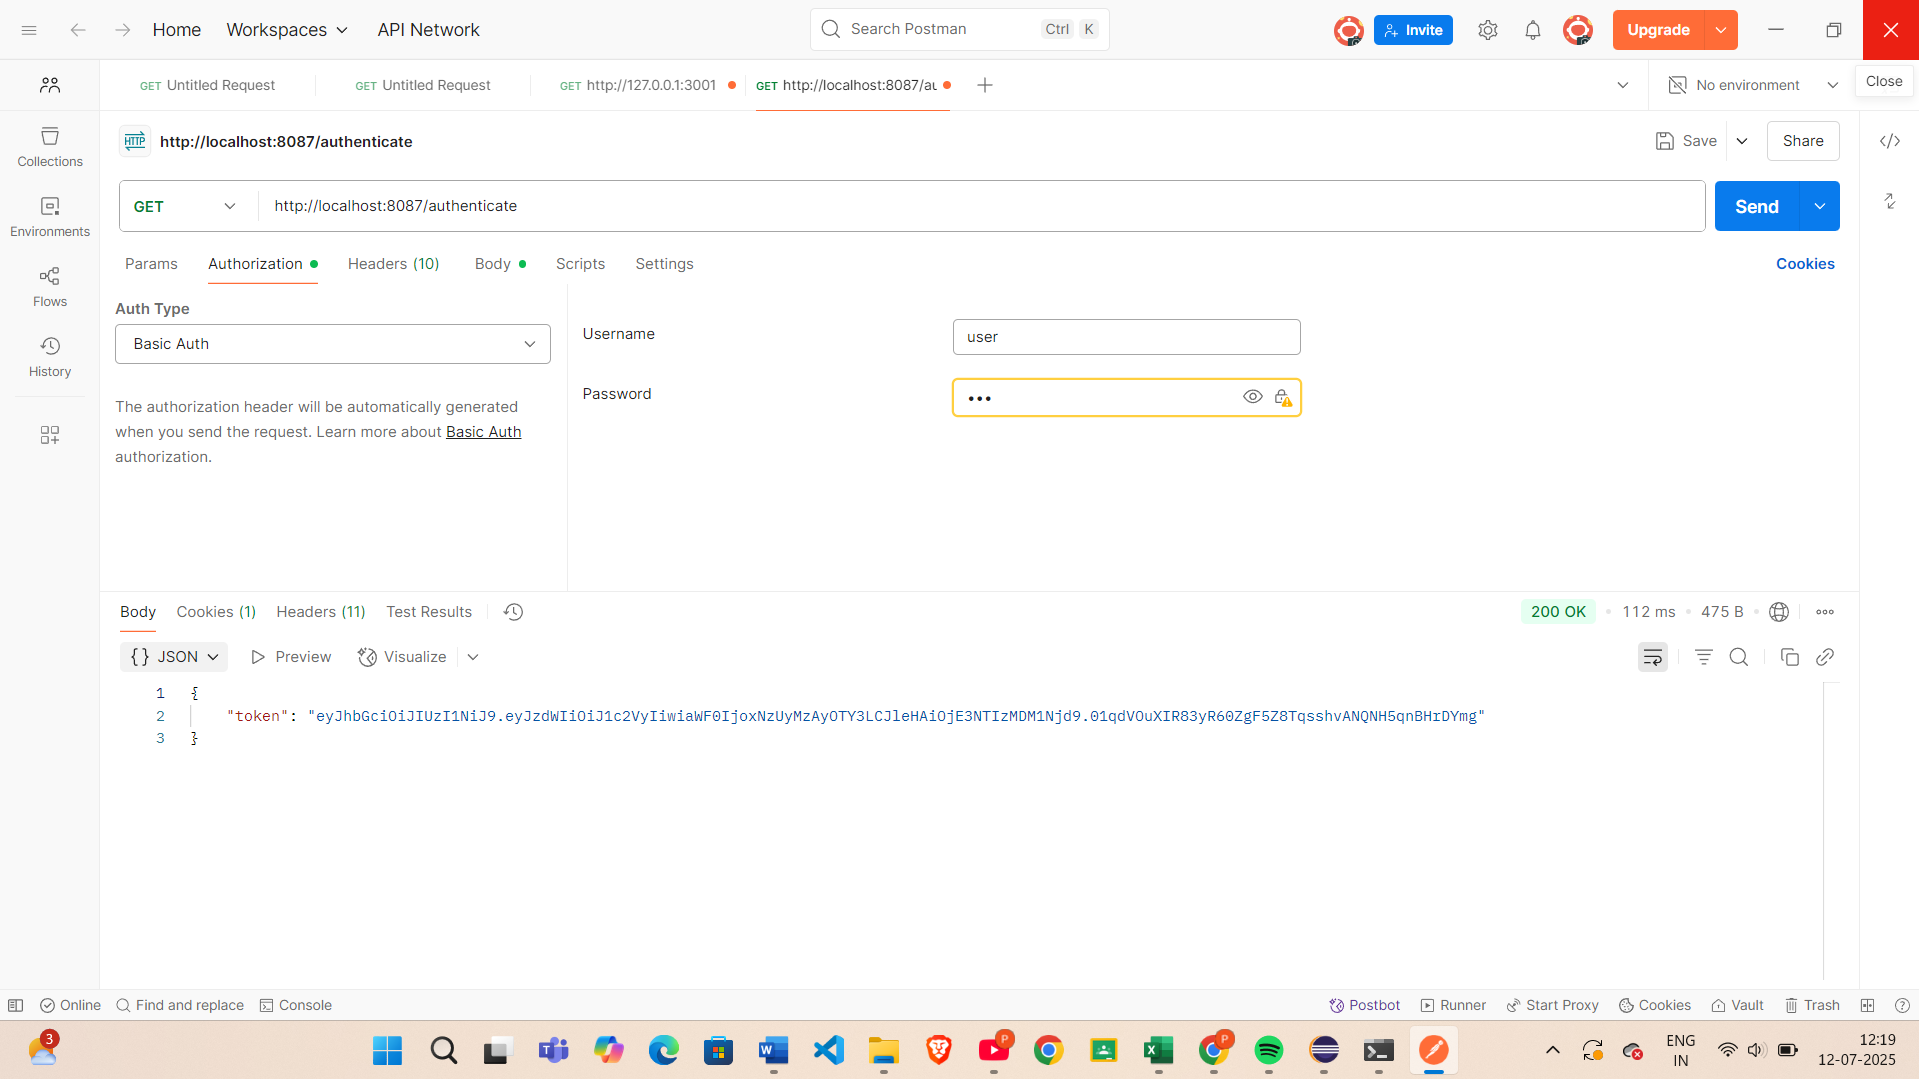 Home Workspaces API Network Search Postman Ctrl K Invite Upgrade
Close
GET Untitled Request GET Untitled Request GET http://127.0.0.1:3001 GET http://localhost:8087/au No environment
HTTP http://localhost:8087/authenticate Save Share
GET http://localhost:8087/authenticate Send
Params Authorization Headers (10) Body Scripts Settings Cookies
Collections
Environments
Flows
History
Auth Type
Basic Auth
The authorization header will be automatically generated
when you send the request. Learn more about Basic Auth
authorization.
Username user
Password •••
Body Cookies (1) Headers (11) Test Results 200 OK • 112 ms • 475 B
{} JSON Preview Visualize
1 {
2 "token": "eyJhbGciOiJIUzI1NiJ9.eyJzdWIiOiJ1c2VyIiwiaWF0IjoxNzUyMzAyOTY3LCJleHAiOjE3NTIzMDM1Njd9.01qdVOuXIR83yR60ZgF5Z8TqsshvANQNH5qnBHrDYmg"
3 }
Online Find and replace Console Postbot Runner Start Proxy Cookies Vault Trash
3 P P ENG 12:19
IN 12-07-2025